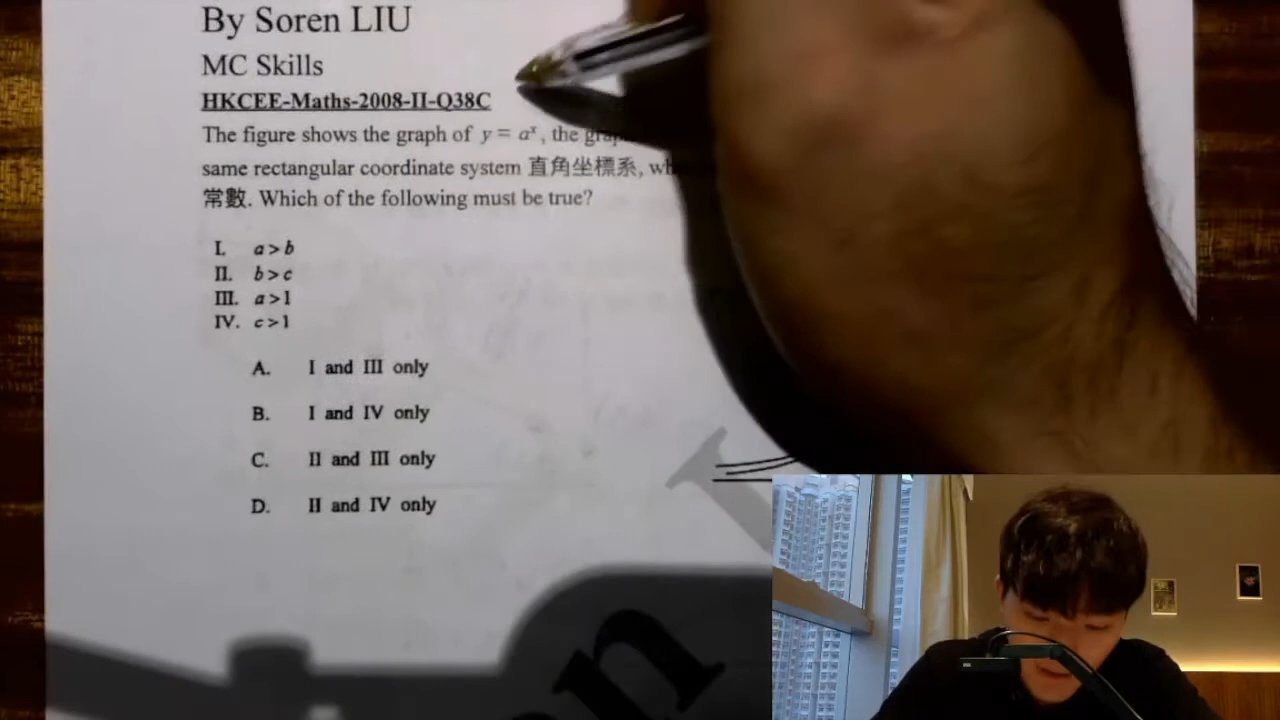 By Soren LIU
MC Skills
HKCEE-Maths-2008-II-Q38C
The figure shows the graph of y = aˣ, the
same rectangular coordinate system 直角坐標系,
常數. Which of the following must be true?
I. a > b
II. b > c
III. a > 1
IV. c > 1
A. I and III only
B. I and IV only
C. II and III only
D. II and IV only